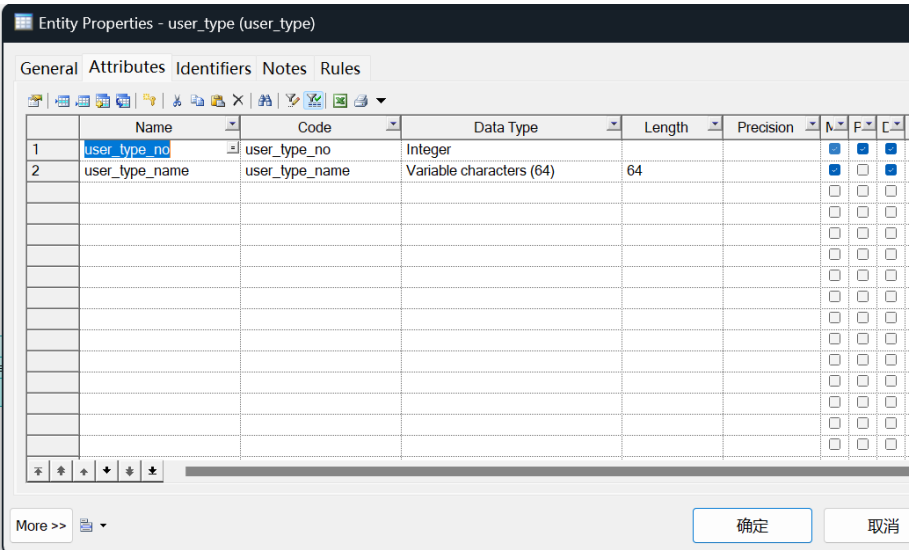 Entity Properties - user_type (user_type)
General Attributes Identifiers Notes Rules
Name Code Data Type Length Precision M P D
1 user_type_no = user_type_no Integer
2 user_type_name user_type_name Variable characters (64) 64
More >> 确定 取消